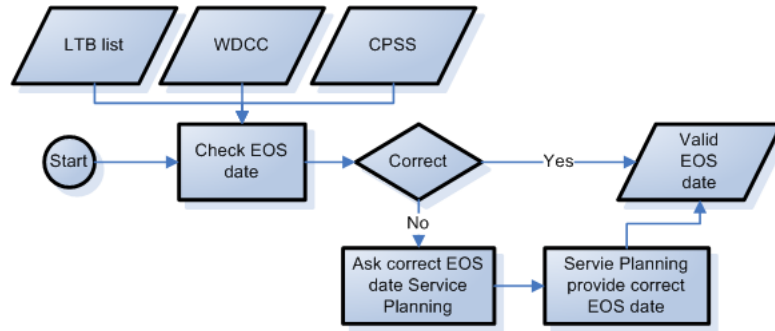 LTB list
WDCC
CPSS
Start
Check EOS
date
Correct
Yes
Valid
EOS
date
No
Ask correct EOS
date Service
Planning
Servie Planning
provide correct
EOS date